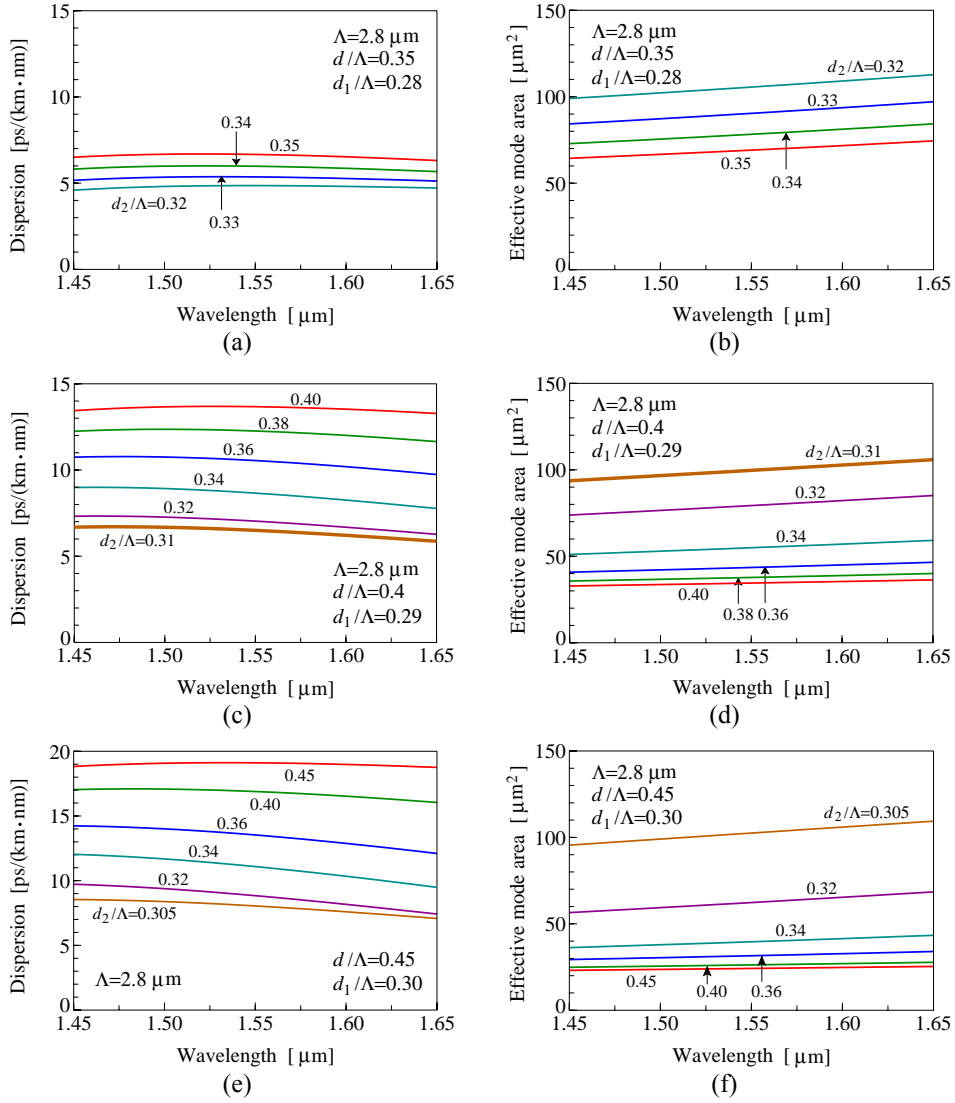 15
10
5
0
Dispersion [ps/(km·nm)]
Λ=2.8 μm
d/Λ=0.35
d1/Λ=0.28
0.34
0.35
d2/Λ=0.32
0.33
1.45
1.50
1.55
1.60
1.65
Wavelength [ μm]
(a)
150
100
50
0
Effective mode area [ μm²]
Λ=2.8 μm
d/Λ=0.35
d1/Λ=0.28
d2/Λ=0.32
0.33
0.35
0.34
1.45
1.50
1.55
1.60
1.65
Wavelength [ μm]
(b)
15
10
5
0
Dispersion [ps/(km·nm)]
0.40
0.38
0.36
0.34
0.32
d2/Λ=0.31
Λ=2.8 μm
d/Λ=0.4
d1/Λ=0.29
1.45
1.50
1.55
1.60
1.65
Wavelength [ μm]
(c)
150
100
50
0
Effective mode area [ μm²]
Λ=2.8 μm
d/Λ=0.4
d1/Λ=0.29
d2/Λ=0.31
0.32
0.34
0.40
0.38
0.36
1.45
1.50
1.55
1.60
1.65
Wavelength [ μm]
(d)
20
15
10
5
0
Dispersion [ps/(km·nm)]
0.45
0.40
0.36
0.34
0.32
d2/Λ=0.305
Λ=2.8 μm
d/Λ=0.45
d1/Λ=0.30
1.45
1.50
1.55
1.60
1.65
Wavelength [ μm]
(e)
150
100
50
0
Effective mode area [ μm²]
Λ=2.8 μm
d/Λ=0.45
d1/Λ=0.30
d2/Λ=0.305
0.32
0.34
0.45
0.40
0.36
1.45
1.50
1.55
1.60
1.65
Wavelength [ μm]
(f)